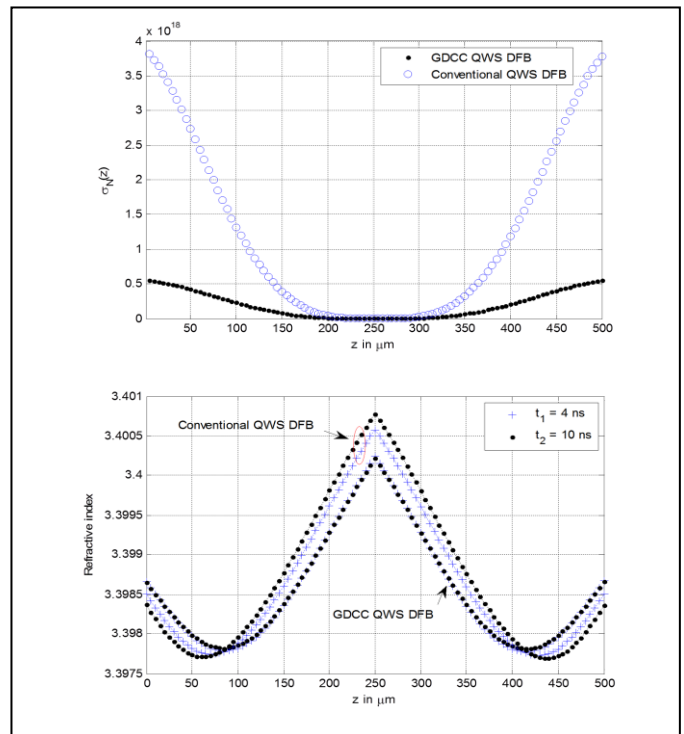 × 10¹⁸
4
3.5
3
2.5
2
1.5
1
0.5
0
σN(z)
GDCC QWS DFB
Conventional QWS DFB
50 100 150 200 250 300 350 400 450 500
z in μm
3.401
3.4005
3.4
3.3995
3.399
3.3985
3.398
3.3975
Refractive index
Conventional QWS DFB
t₁ = 4 ns
t₂ = 10 ns
GDCC QWS DFB
0 50 100 150 200 250 300 350 400 450 500
z in μm